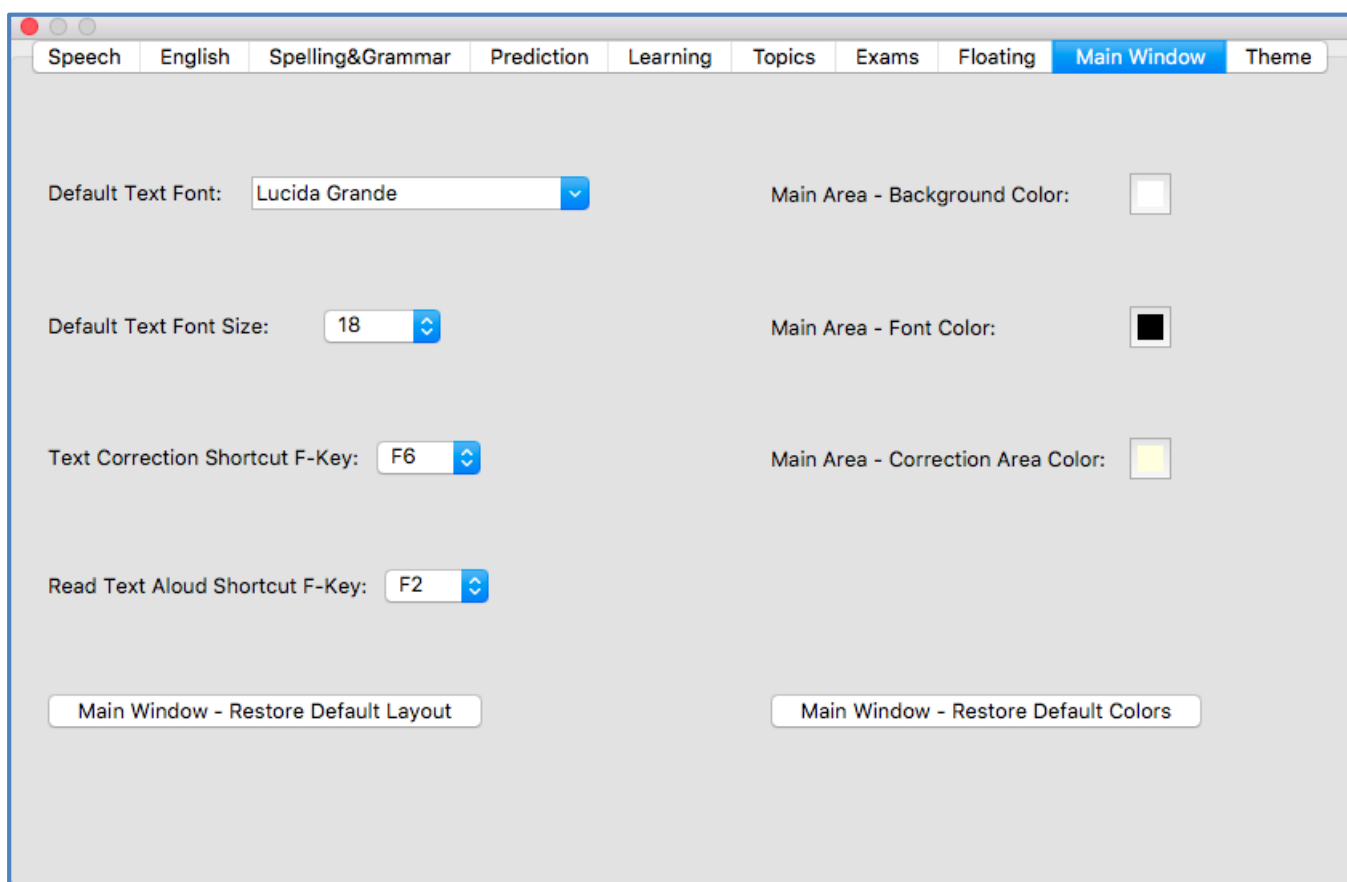 Speech English Spelling&Grammar Prediction Learning Topics Exams Floating Main Window Theme
Default Text Font: Lucida Grande
Main Area - Background Color:
Default Text Font Size: 18
Main Area - Font Color:
Text Correction Shortcut F-Key: F6
Main Area - Correction Area Color:
Read Text Aloud Shortcut F-Key: F2
Main Window - Restore Default Layout
Main Window - Restore Default Colors